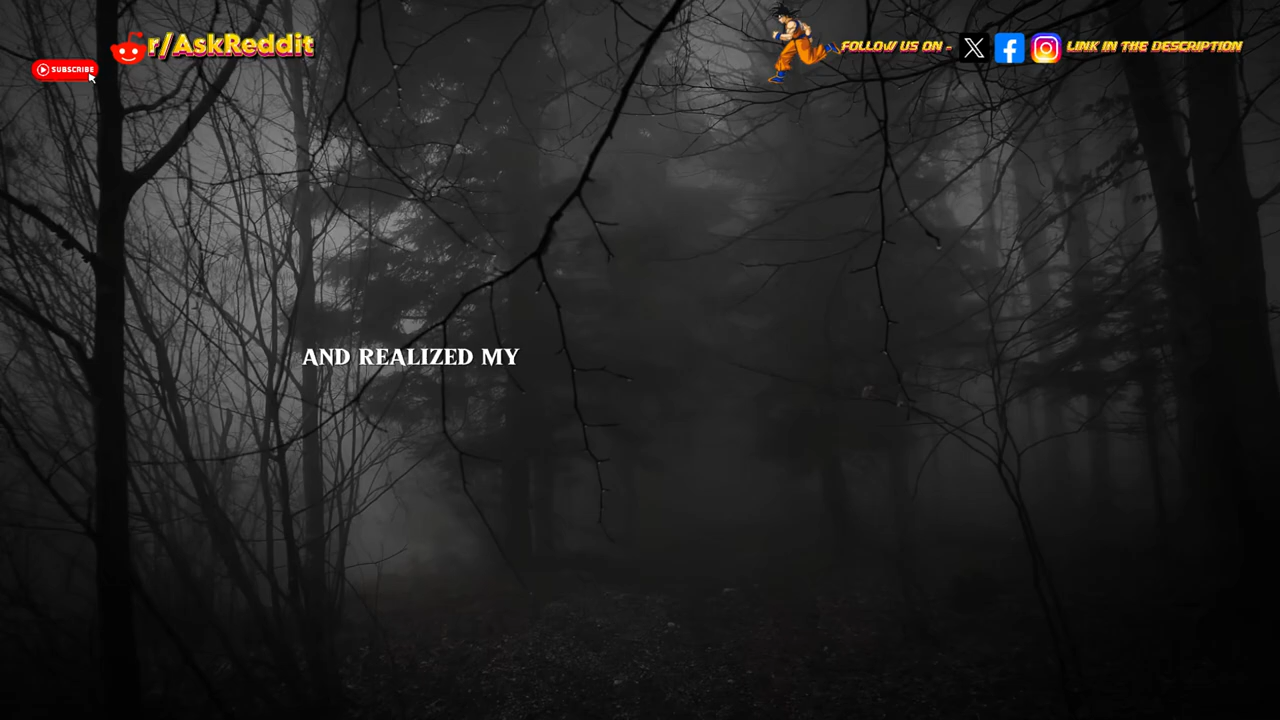 r/AskReddit
SUBSCRIBE
FOLLOW US ON -
LINK IN THE DESCRIPTION
AND REALIZED MY